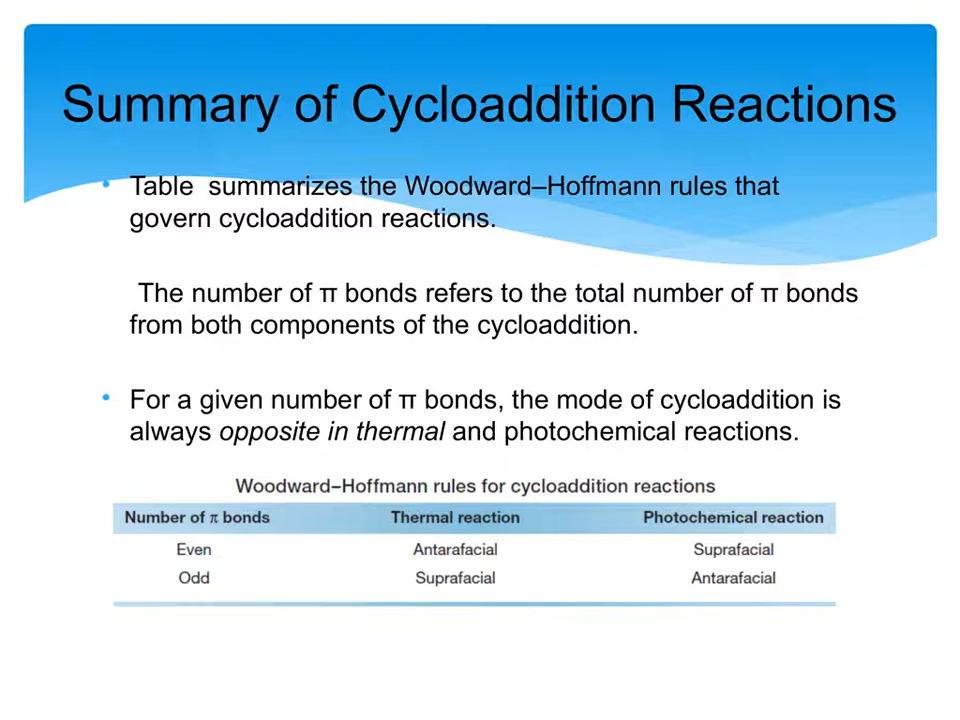 Summary of Cycloaddition Reactions
• Table  summarizes the Woodward–Hoffmann rules that
govern cycloaddition reactions.
The number of π bonds refers to the total number of π bonds
from both components of the cycloaddition.
• For a given number of π bonds, the mode of cycloaddition is
always opposite in thermal and photochemical reactions.
Woodward–Hoffmann rules for cycloaddition reactions
Number of π bonds Thermal reaction Photochemical reaction
Even Antarafacial Suprafacial
Odd Suprafacial Antarafacial